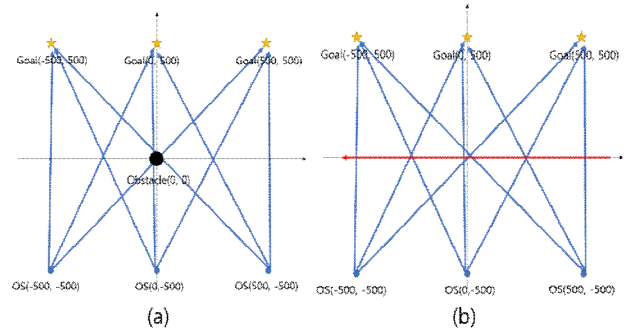 Goal(-500, 500) Goal(0, 500) Goal(500, 500)
Goal(-500, 500) Goal(0, 500) Goal(500, 500)
Obstacle(0, 0)
OS(-500, -500) OS(0,-500) OS(500, -500)
OS(-500, -500) OS(0,-500) OS(500, -500)
(a) (b)